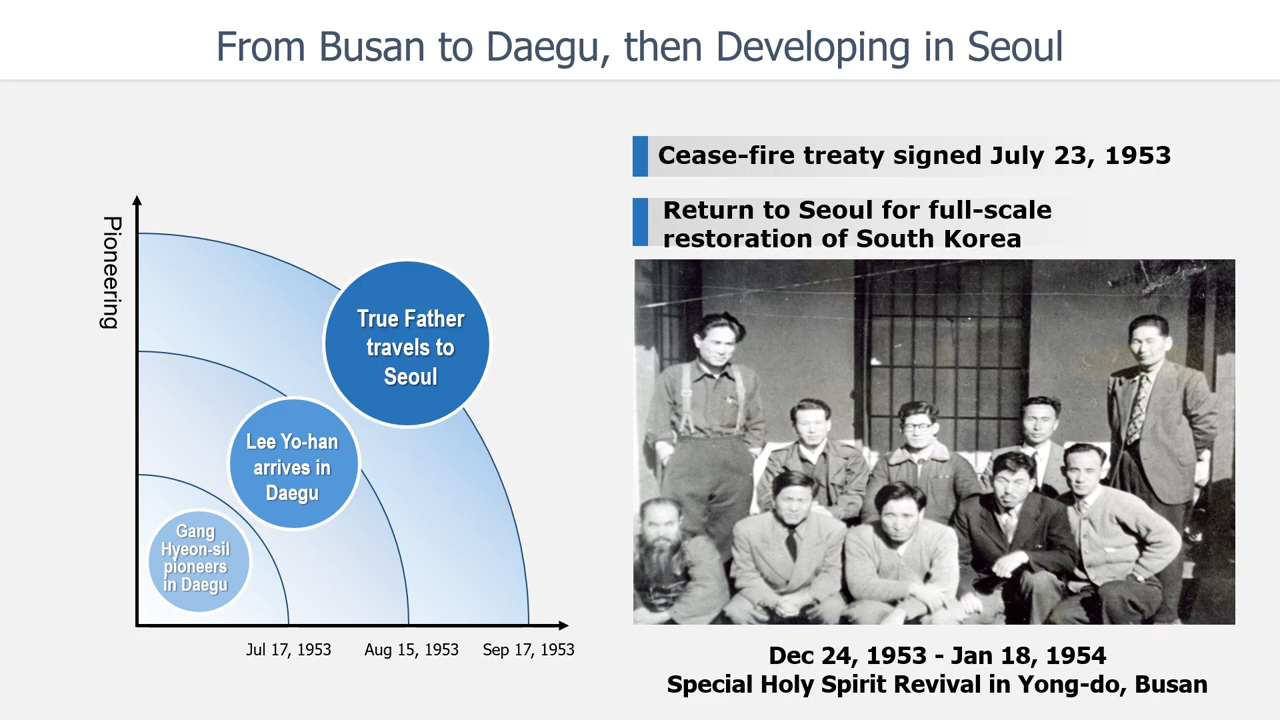 From Busan to Daegu, then Developing in Seoul
Pioneering
True Father
travels to
Seoul
Lee Yo-han
arrives in
Daegu
Gang
Hyeon-sil
pioneers
in Daegu
Jul 17, 1953
Aug 15, 1953
Sep 17, 1953
Cease-fire treaty signed July 23, 1953
Return to Seoul for full-scale
restoration of South Korea
Dec 24, 1953 - Jan 18, 1954
Special Holy Spirit Revival in Yong-do, Busan